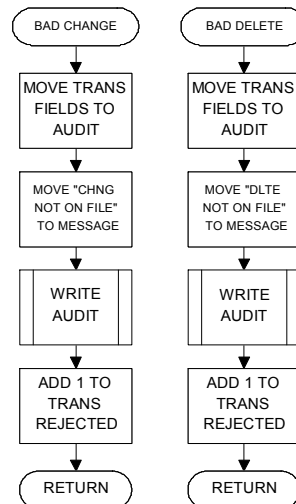 BAD CHANGE
MOVE TRANS
FIELDS TO
AUDIT
MOVE "CHNG
NOT ON FILE"
TO MESSAGE
WRITE
AUDIT
ADD 1 TO
TRANS
REJECTED
RETURN
BAD DELETE
MOVE TRANS
FIELDS TO
AUDIT
MOVE "DLTE
NOT ON FILE"
TO MESSAGE
WRITE
AUDIT
ADD 1 TO
TRANS
REJECTED
RETURN